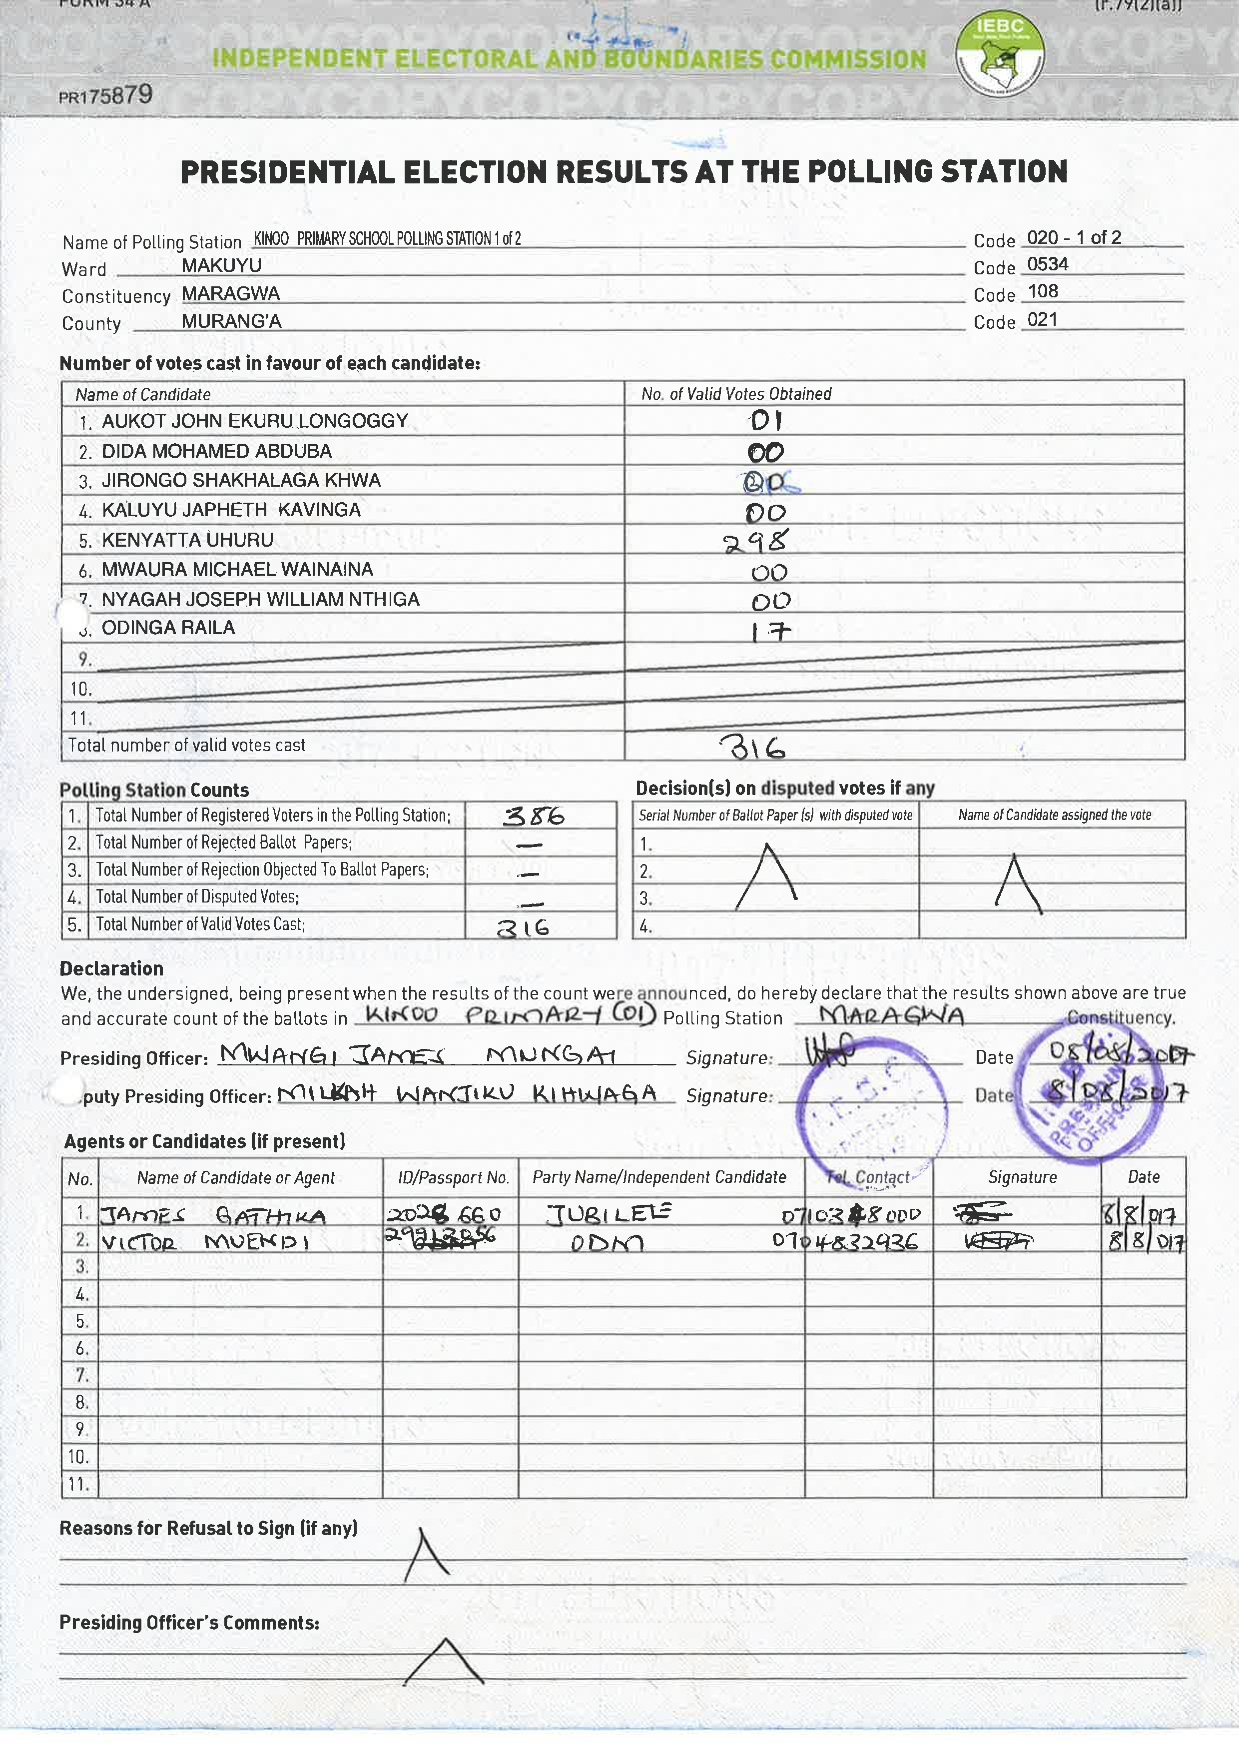 FORM 34 A (r.79(2)(a))
INDEPENDENT ELECTORAL AND BOUNDARIES COMMISSION
IEBC
PR175879
PRESIDENTIAL ELECTION RESULTS AT THE POLLING STATION
Name of Polling Station KINOO PRIMARY SCHOOL POLLING STATION 1 of 2 Code 020 - 1 of 2
Ward MAKUYU Code 0534
Constituency MARAGWA Code 108
County MURANG'A Code 021
Number of votes cast in favour of each candidate:
Name of Candidate No. of Valid Votes Obtained
1. AUKOT JOHN EKURU LONGOGGY 01
2. DIDA MOHAMED ABDUBA 00
3. JIRONGO SHAKHALAGA KHWA
4. KALUYU JAPHETH KAVINGA 00
5. KENYATTA UHURU 298
6. MWAURA MICHAEL WAINAINA 00
7. NYAGAH JOSEPH WILLIAM NTHIGA 00
ODINGA RAILA 17
9.
10.
11.
Total number of valid votes cast 316
Polling Station Counts Decision(s) on disputed votes if any
1. Total Number of Registered Voters in the Polling Station; 386 Serial Number of Ballot Paper (s) with disputed vote Name of Candidate assigned the vote
2. Total Number of Rejected Ballot Papers; — 1.
3. Total Number of Rejection Objected To Ballot Papers; — 2.
4. Total Number of Disputed Votes; — 3.
5. Total Number of Valid Votes Cast; 316 4.
Declaration
We, the undersigned, being present when the results of the count were announced, do hereby declare that the results shown above are true
and accurate count of the ballots in KINOO PRIMARY (01) Polling Station MARAGWA Constituency.
Presiding Officer: MWANGI JAMES MUNGAI Signature: Date 08/08/2017
puty Presiding Officer: MILKAH WANJIKU KIHWAGA Signature: Date 8/08/2017
Agents or Candidates (if present)
No. Name of Candidate or Agent ID/Passport No. Party Name/Independent Candidate Tel. Contact Signature Date
1. JAMES GATHIKA JUBILEE 8/8/017
2. VICTOR MUENDI ODM 0704832936 8/8/017
3.
4.
5.
6.
7.
8.
9.
10.
11.
Reasons for Refusal to Sign (if any)
Presiding Officer's Comments: